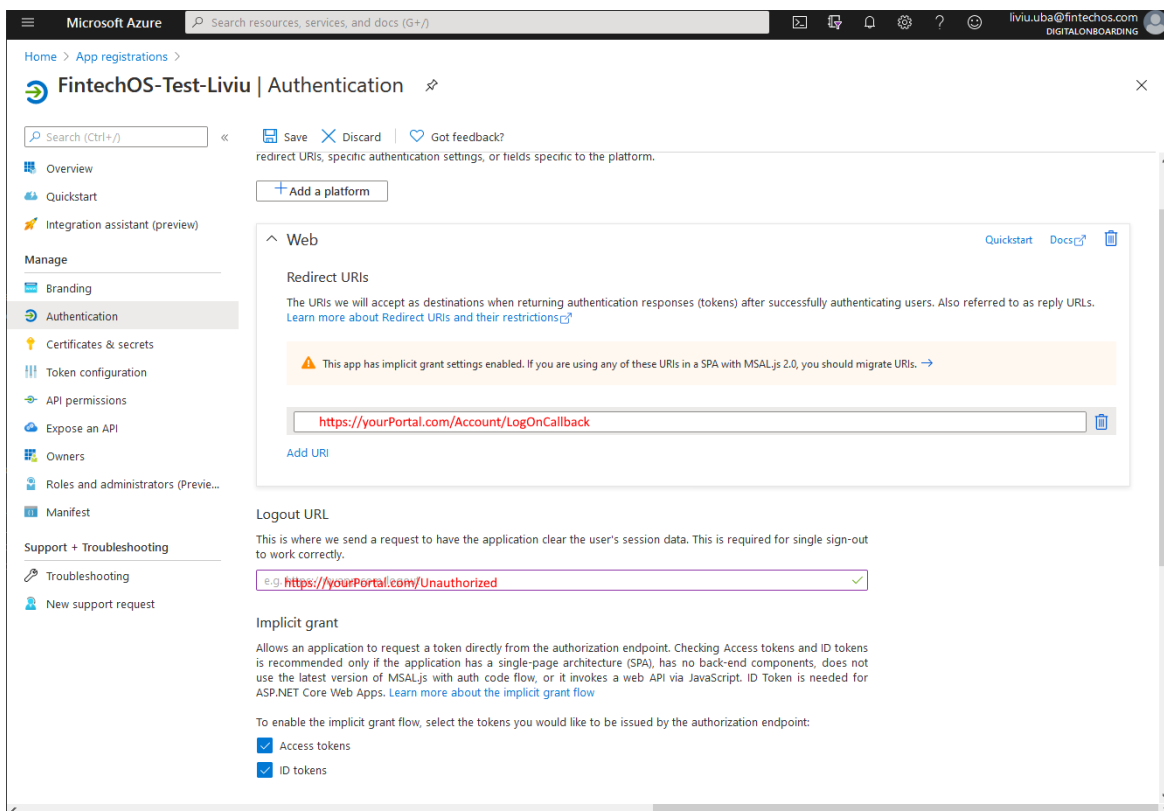 Microsoft Azure
Search resources, services, and docs (G+/)
liviu.uba@fintechos.com
DIGITALONBOARDING
Home > App registrations >
FintechOS-Test-Liviu | Authentication
Search (Ctrl+/)
«
Save
Discard
Got feedback?
redirect URIs, specific authentication settings, or fields specific to the platform.
Overview
Quickstart
Integration assistant (preview)
Manage
Branding
Authentication
Certificates & secrets
Token configuration
API permissions
Expose an API
Owners
Roles and administrators (Previe...
Manifest
Support + Troubleshooting
Troubleshooting
New support request
+ Add a platform
Web
Quickstart
Docs
Redirect URIs
The URIs we will accept as destinations when returning authentication responses (tokens) after successfully authenticating users. Also referred to as reply URLs.
Learn more about Redirect URIs and their restrictions
This app has implicit grant settings enabled. If you are using any of these URIs in a SPA with MSAL.js 2.0, you should migrate URIs. →
https://yourPortal.com/Account/LogOnCallback
Add URI
Logout URL
This is where we send a request to have the application clear the user's session data. This is required for single sign-out
to work correctly.
e.g. https://yourPortal.com/Unauthorized
Implicit grant
Allows an application to request a token directly from the authorization endpoint. Checking Access tokens and ID tokens
is recommended only if the application has a single-page architecture (SPA), has no back-end components, does not
use the latest version of MSAL.js with auth code flow, or it invokes a web API via JavaScript. ID Token is needed for
ASP.NET Core Web Apps. Learn more about the implicit grant flow
To enable the implicit grant flow, select the tokens you would like to be issued by the authorization endpoint:
Access tokens
ID tokens